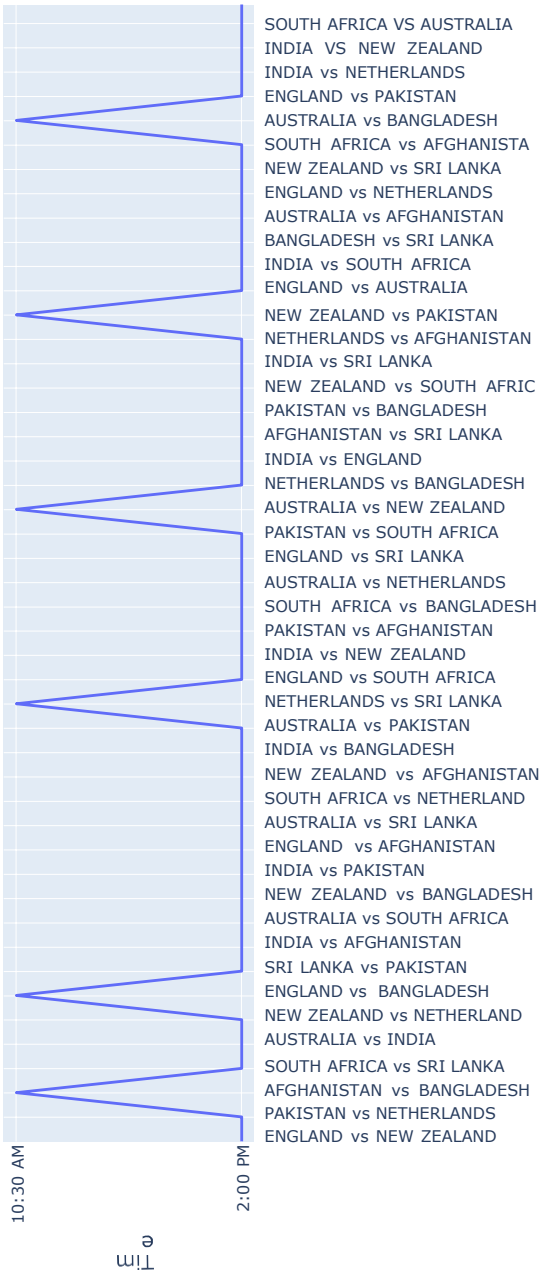 SOUTH AFRICA VS AUSTRALIA
INDIA VS NEW ZEALAND
INDIA vs NETHERLANDS
ENGLAND vs PAKISTAN
AUSTRALIA vs BANGLADESH
SOUTH AFRICA vs AFGHANISTA
NEW ZEALAND vs SRI LANKA
ENGLAND vs NETHERLANDS
AUSTRALIA vs AFGHANISTAN
BANGLADESH vs SRI LANKA
INDIA vs SOUTH AFRICA
ENGLAND vs AUSTRALIA
NEW ZEALAND vs PAKISTAN
NETHERLANDS vs AFGHANISTAN
INDIA vs SRI LANKA
NEW ZEALAND vs SOUTH AFRIC
PAKISTAN vs BANGLADESH
AFGHANISTAN vs SRI LANKA
INDIA vs ENGLAND
NETHERLANDS vs BANGLADESH
AUSTRALIA vs NEW ZEALAND
PAKISTAN vs SOUTH AFRICA
ENGLAND vs SRI LANKA
AUSTRALIA vs NETHERLANDS
SOUTH AFRICA vs BANGLADESH
PAKISTAN vs AFGHANISTAN
INDIA vs NEW ZEALAND
ENGLAND vs SOUTH AFRICA
NETHERLANDS vs SRI LANKA
AUSTRALIA vs PAKISTAN
INDIA vs BANGLADESH
NEW ZEALAND vs AFGHANISTAN
SOUTH AFRICA vs NETHERLAND
AUSTRALIA vs SRI LANKA
ENGLAND vs AFGHANISTAN
INDIA vs PAKISTAN
NEW ZEALAND vs BANGLADESH
AUSTRALIA vs SOUTH AFRICA
INDIA vs AFGHANISTAN
SRI LANKA vs PAKISTAN
ENGLAND vs BANGLADESH
NEW ZEALAND vs NETHERLAND
AUSTRALIA vs INDIA
SOUTH AFRICA vs SRI LANKA
AFGHANISTAN vs BANGLADESH
PAKISTAN vs NETHERLANDS
ENGLAND vs NEW ZEALAND
10:30 AM
2:00 PM
Tim
e